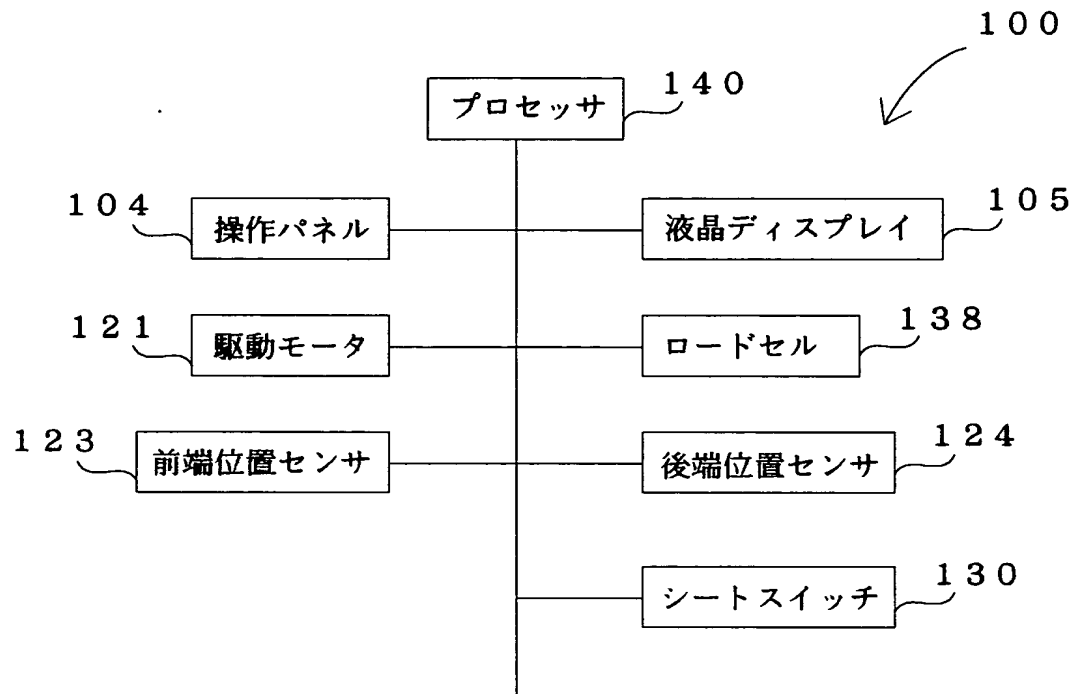 １００
プロセッサ １４０
１０４ 操作パネル 液晶ディスプレイ １０５
１２１ 駆動モータ ロードセル １３８
１２３ 前端位置センサ 後端位置センサ １２４
シートスイッチ １３０